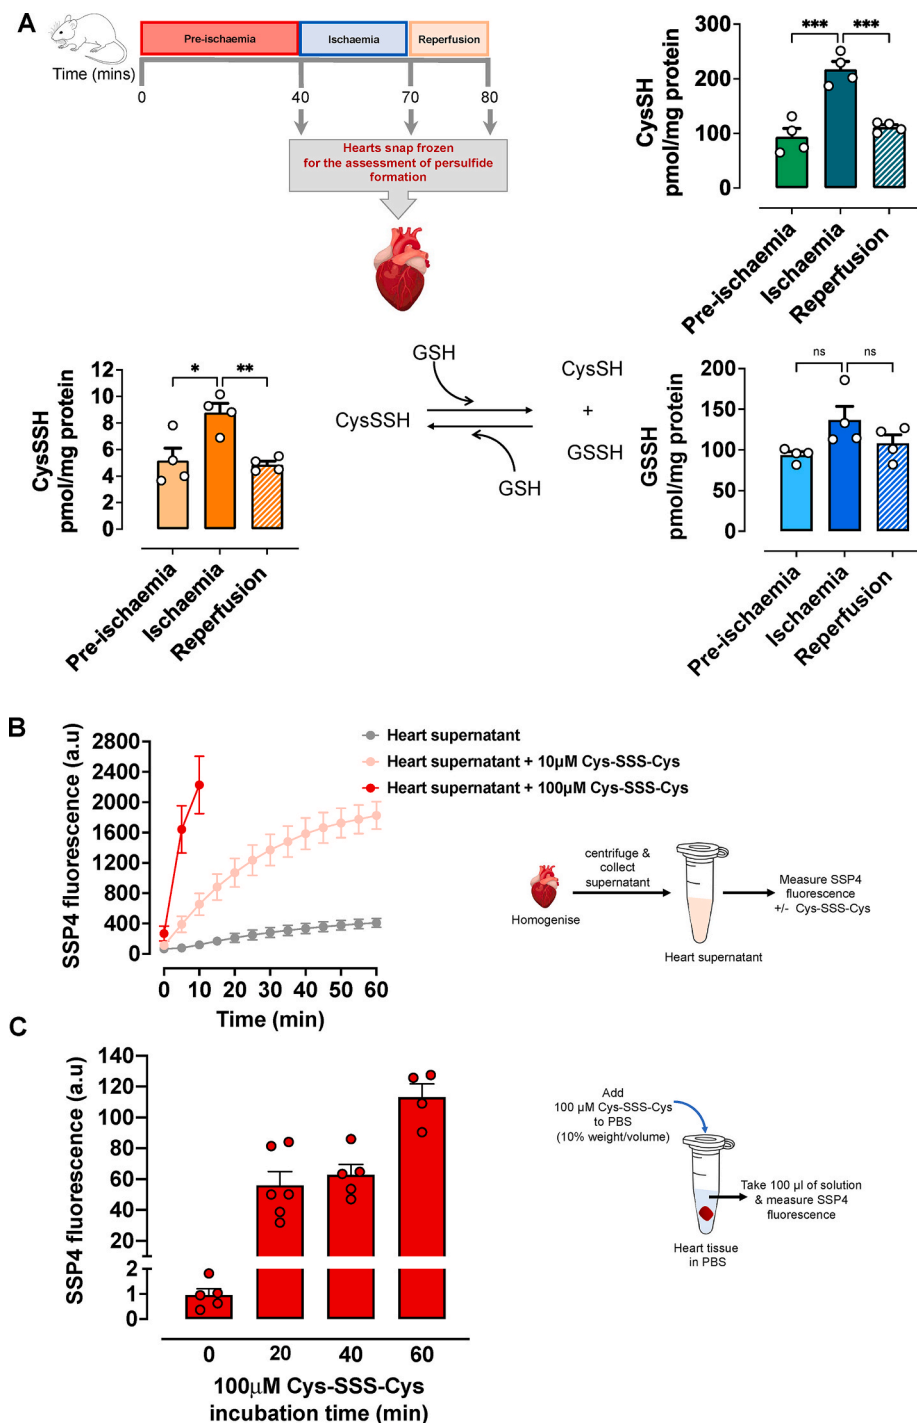 A
Pre-ischaemia
Ischaemia
Reperfusion
Time (mins)
0
40
70
80
Hearts snap frozen
for the assessment of persulfide
formation
CysSH
pmol/mg protein
300
200
100
0
***
***
Pre-ischaemia
Ischaemia
Reperfusion
CysSSH
pmol/mg protein
12
10
8
6
4
2
0
*
**
Pre-ischaemia
Ischaemia
Reperfusion
GSH
CysSSH
CysSH
+
GSSH
GSH
GSSH
pmol/mg protein
200
150
100
50
0
ns
ns
Pre-ischaemia
Ischaemia
Reperfusion
B
SSP4 fluorescence (a.u)
2800
2400
2000
1600
1200
800
400
0
0
10
20
30
40
50
60
Time (min)
Heart supernatant
Heart supernatant + 10µM Cys-SSS-Cys
Heart supernatant + 100µM Cys-SSS-Cys
Homogenise
centrifuge &
collect
supernatant
Heart supernatant
Measure SSP4
fluorescence
+/- Cys-SSS-Cys
C
SSP4 fluorescence (a.u)
140
120
100
80
60
40
20
2
1
0
0
20
40
60
100µM Cys-SSS-Cys
incubation time (min)
Add
100 µM Cys-SSS-Cys
to PBS
(10% weight/volume)
Take 100 µl of solution
& measure SSP4
fluorescence
Heart tissue
in PBS